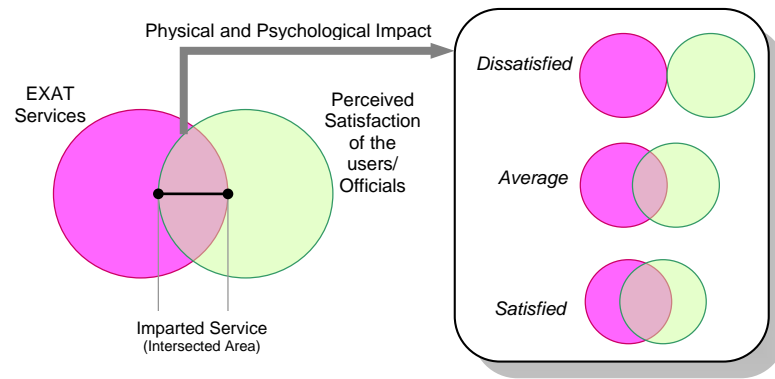 Physical and Psychological Impact
EXAT
Services
Perceived
Satisfaction
of the
users/
Officials
Imparted Service
(Intersected Area)
Dissatisfied
Average
Satisfied